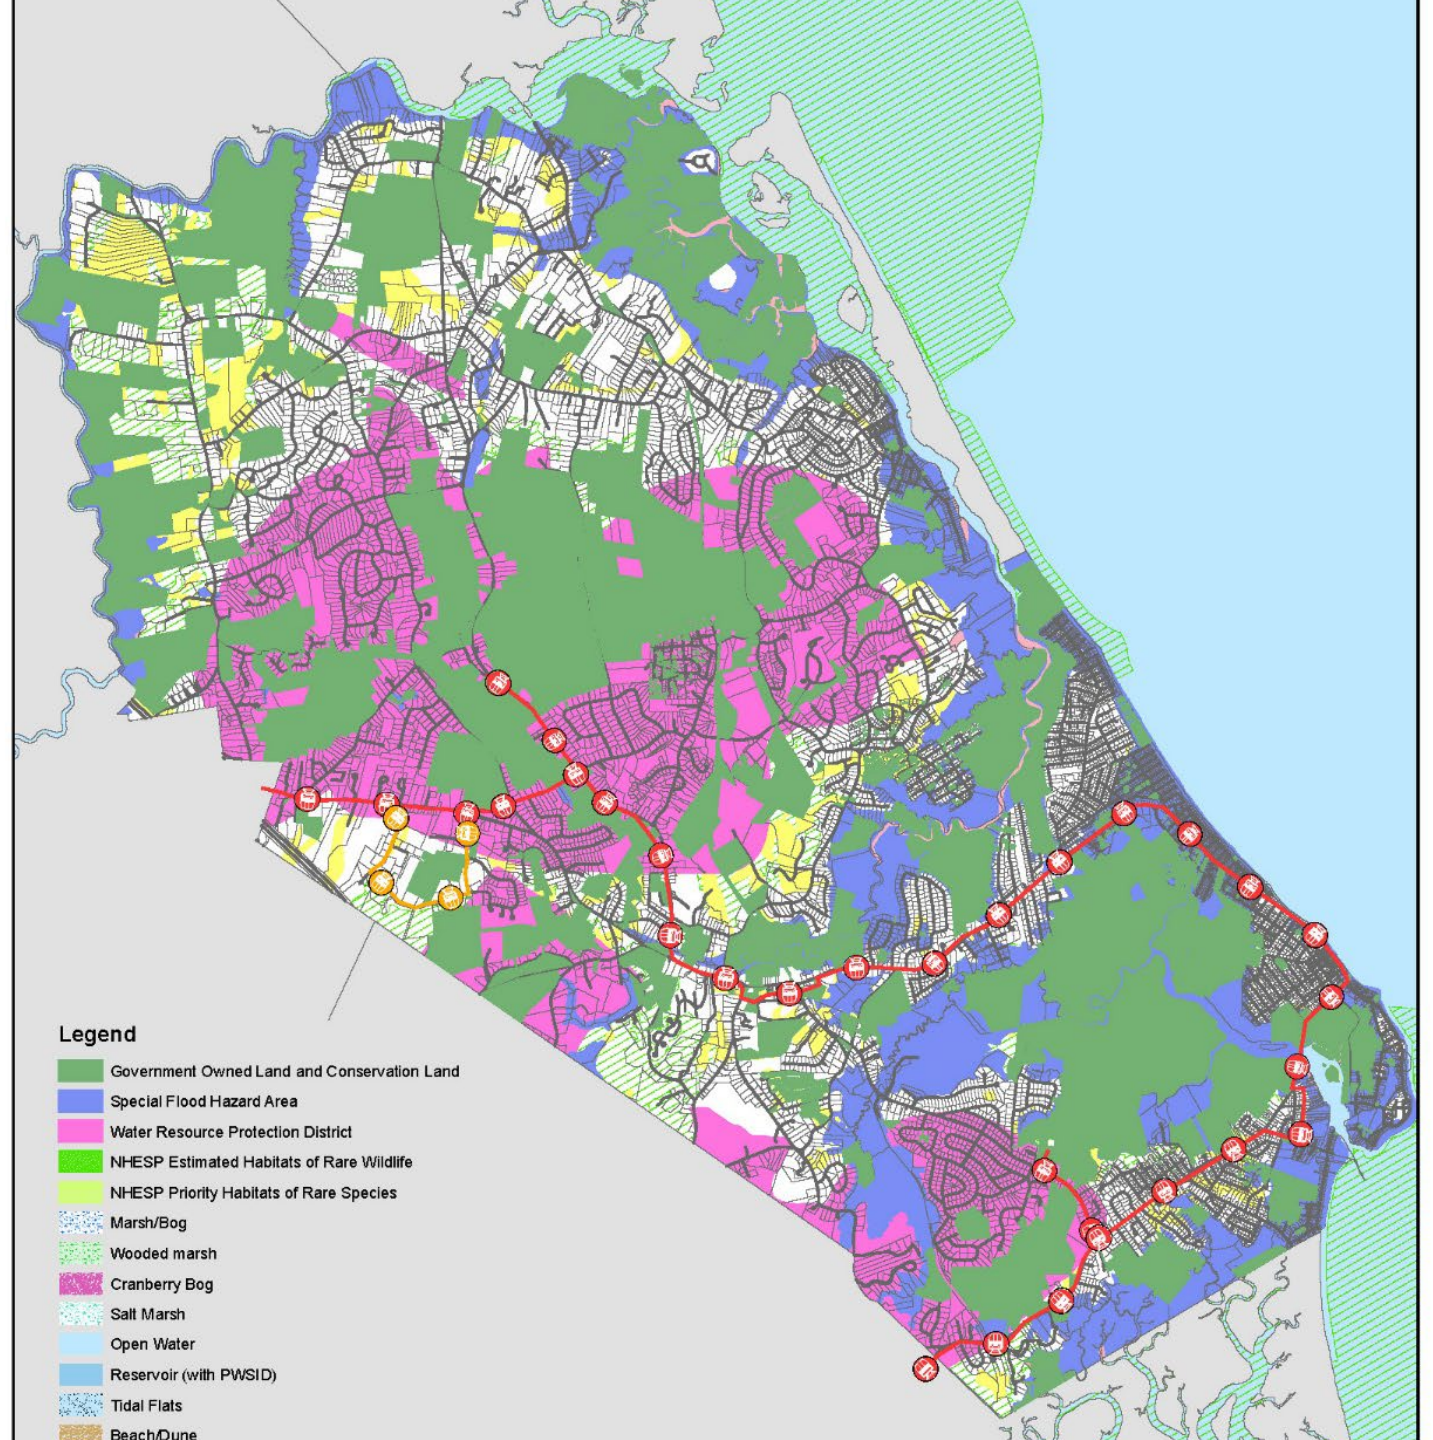 Legend
Government Owned Land and Conservation Land
Special Flood Hazard Area
Water Resource Protection District
NHESP Estimated Habitats of Rare Wildlife
NHESP Priority Habitats of Rare Species
Marsh/Bog
Wooded marsh
Cranberry Bog
Salt Marsh
Open Water
Reservoir (with PWSID)
Tidal Flats
Beach/Dune